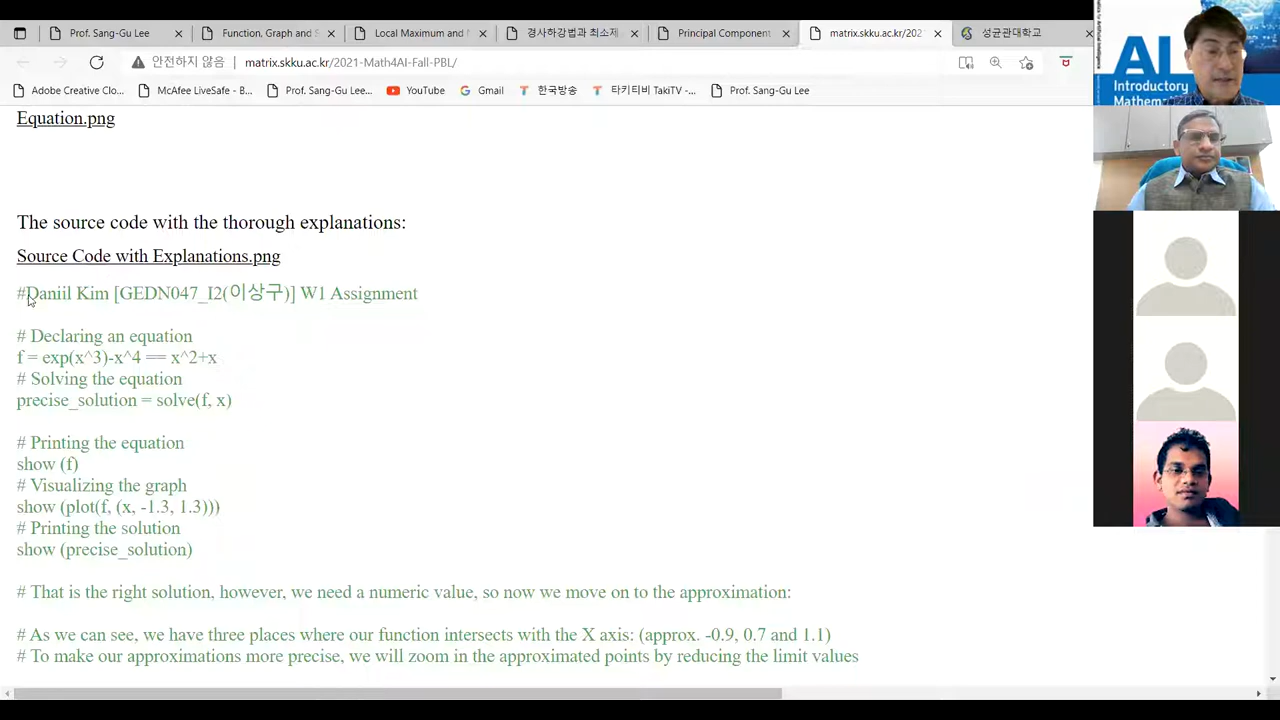 Prof. Sang-Gu Lee
Function, Graph and S
Local Maximum and
경사하강법과 최소제
Principal Component
matrix.skku.ac.kr/202
성균관대학교
안전하지 않음
matrix.skku.ac.kr/2021-Math4AI-Fall-PBL/
Adobe Creative Clo...
McAfee LiveSafe - B...
Prof. Sang-Gu Lee...
YouTube
Gmail
한국방송
타키티비 TakiTV -...
Prof. Sang-Gu Lee
AI
Introductory
Mathem
Equation.png
The source code with the thorough explanations:
Source Code with Explanations.png
#Daniil Kim [GEDN047_I2(이상구)] W1 Assignment
# Declaring an equation
f = exp(x^3)-x^4 == x^2+x
# Solving the equation
precise_solution = solve(f, x)
# Printing the equation
show (f)
# Visualizing the graph
show (plot(f, (x, -1.3, 1.3)))
# Printing the solution
show (precise_solution)
# That is the right solution, however, we need a numeric value, so now we move on to the approximation:
# As we can see, we have three places where our function intersects with the X axis: (approx. -0.9, 0.7 and 1.1)
# To make our approximations more precise, we will zoom in the approximated points by reducing the limit values